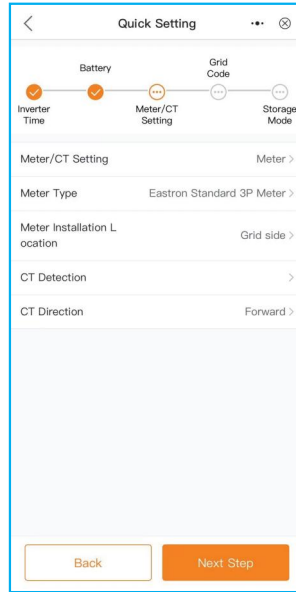 Quick Setting
Battery
Grid
Code
Inverter
Time
Meter/CT
Setting
Storage
Mode
Meter/CT Setting
Meter >
Meter Type
Eastron Standard 3P Meter >
Meter Installation L
ocation
Grid side >
CT Detection
>
CT Direction
Forward >
Back
Next Step